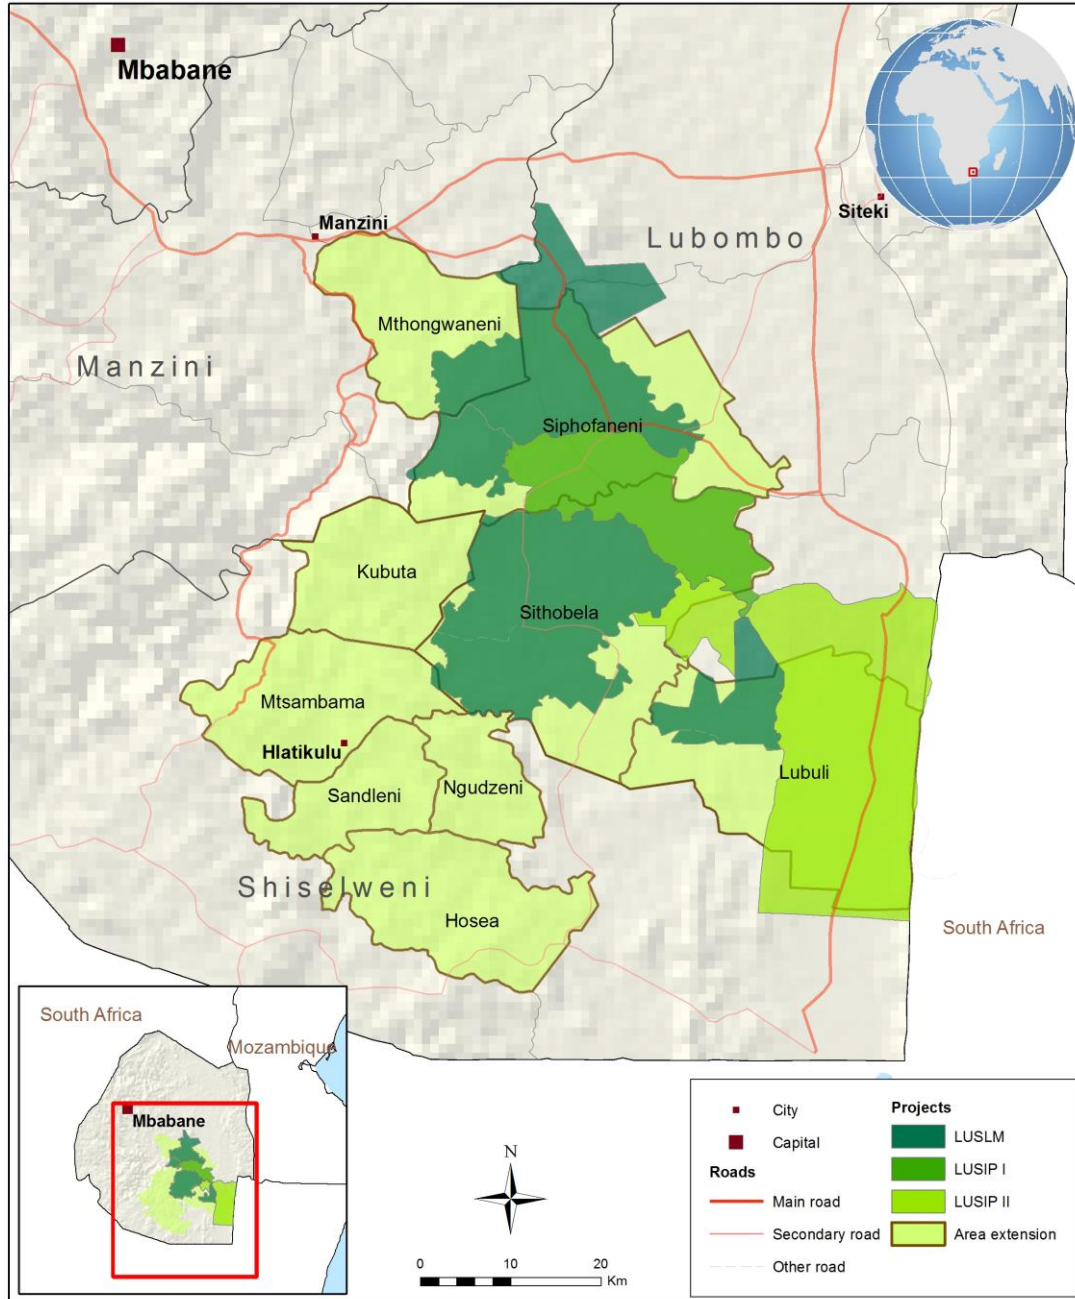 Mbabane
Manzini
Siteki
Lubombo
Mthongwaneni
Manzini
Siphofaneni
Kubuta
Sithobela
Mtsambama
Hlatikulu
Lubuli
Ngudzeni
Sandleni
Shiselweni
Hosea
South Africa
South Africa
Mozambique
Mbabane
N
0 10 20
Km
City
Capital
Roads
Main road
Secondary road
Other road
Projects
LUSLM
LUSIP I
LUSIP II
Area extension